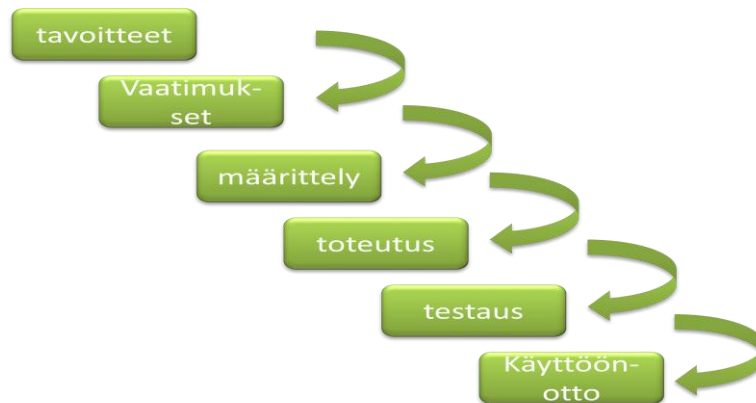 tavoitteet
Vaatimuk-
set
määrittely
toteutus
testaus
Käyttöön-
otto